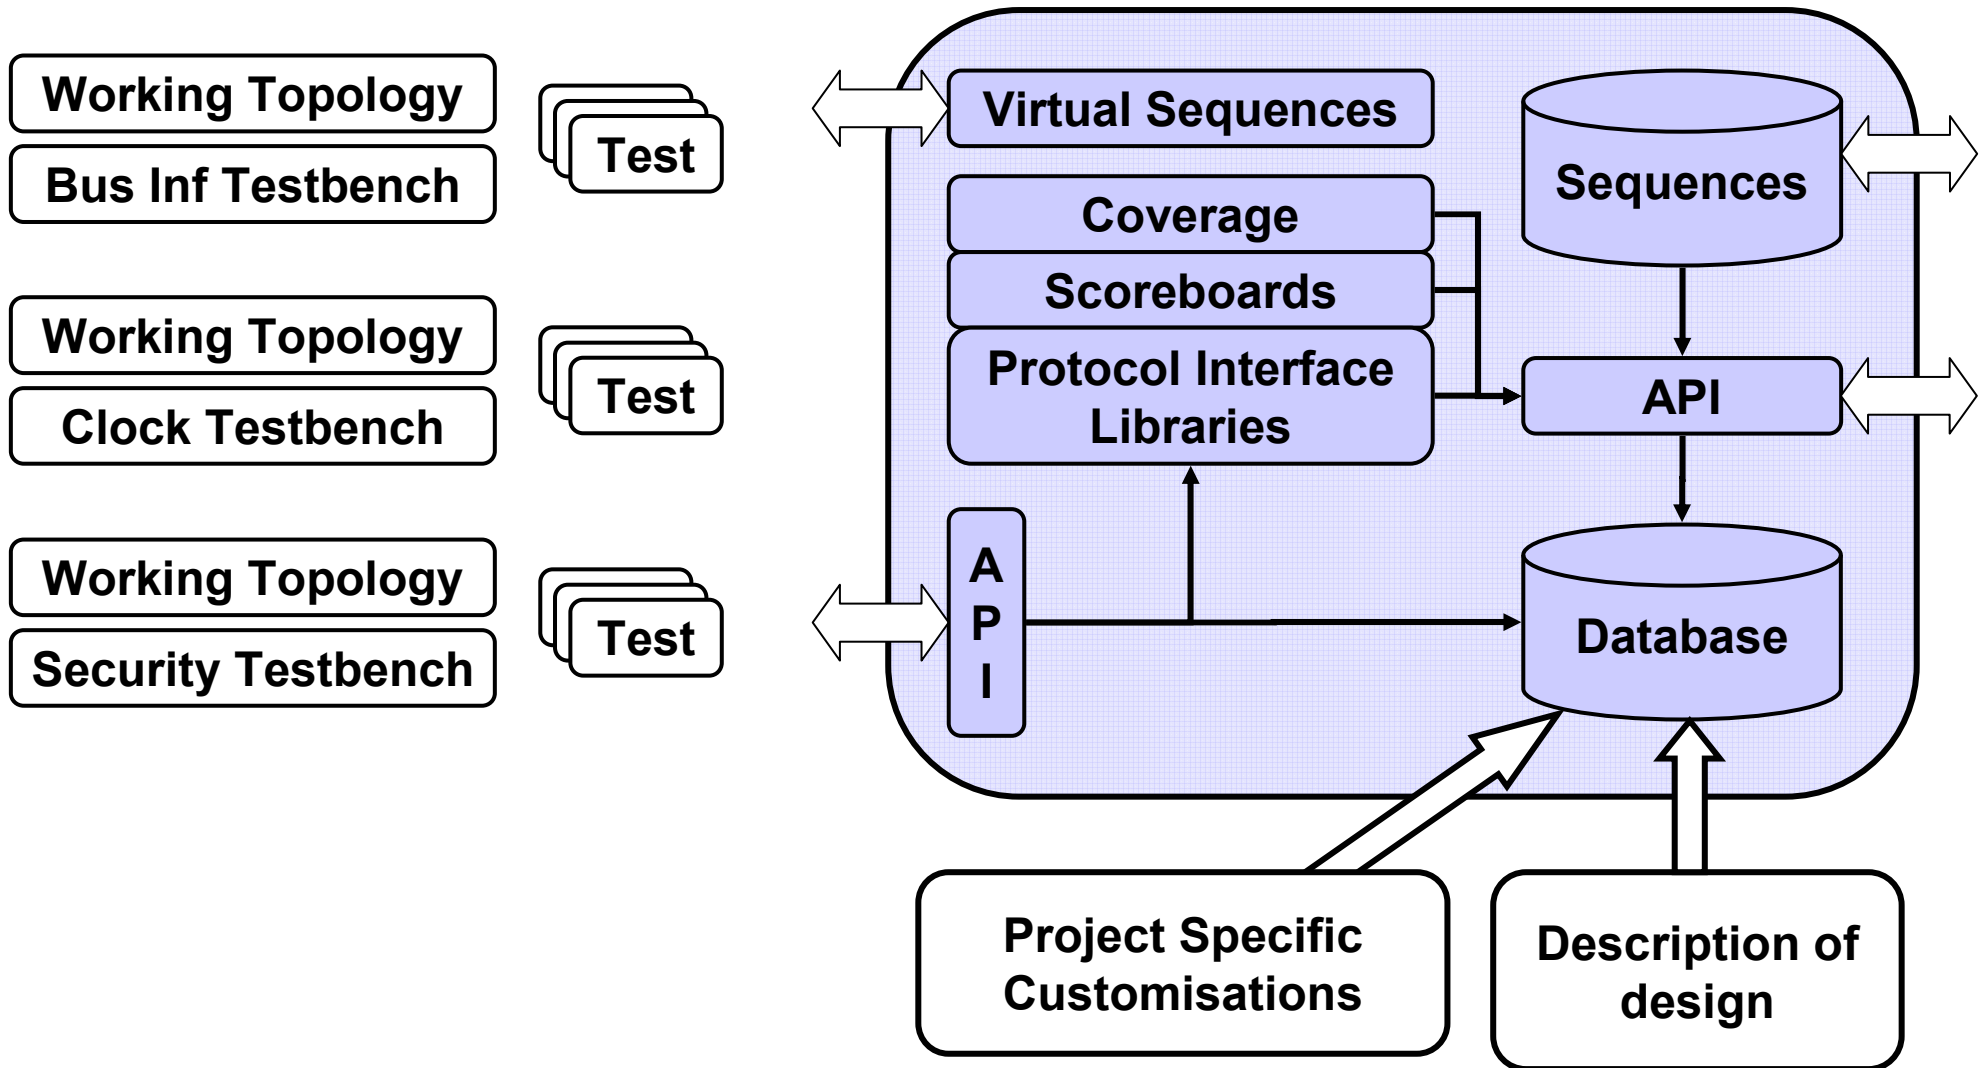 Working Topology
Bus Inf Testbench
Test
Working Topology
Clock Testbench
Test
Working Topology
Security Testbench
Test
Virtual Sequences
Coverage
Scoreboards
Protocol Interface
Libraries
A
P
I
Sequences
API
Database
Project Specific
Customisations
Description of
design